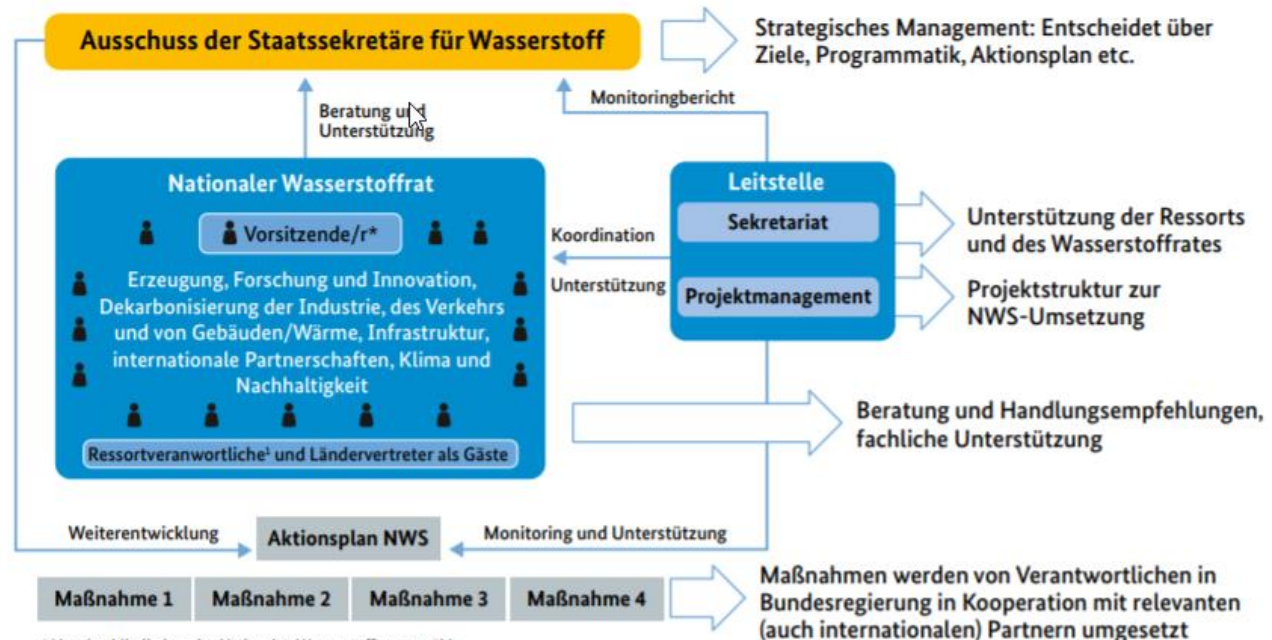 Ausschuss der Staatssekretäre für Wasserstoff
Strategisches Management: Entscheidet über
Ziele, Programmatik, Aktionsplan etc.
Beratung und
Unterstützung
Monitoringbericht
Nationaler Wasserstoffrat
Vorsitzende/r*
Erzeugung, Forschung und Innovation,
Dekarbonisierung der Industrie, des Verkehrs
und von Gebäuden/Wärme, Infrastruktur,
internationale Partnerschaften, Klima und
Nachhaltigkeit
Ressortveranwortliche¹ und Ländervertreter als Gäste
Koordination
Unterstützung
Leitstelle
Sekretariat
Projektmanagement
Unterstützung der Ressorts
und des Wasserstoffrates
Projektstruktur zur
NWS-Umsetzung
Beratung und Handlungsempfehlungen,
fachliche Unterstützung
Weiterentwicklung
Aktionsplan NWS
Monitoring und Unterstützung
Maßnahme 1
Maßnahme 2
Maßnahme 3
Maßnahme 4
Maßnahmen werden von Verantwortlichen in
Bundesregierung in Kooperation mit relevanten
(auch internationalen) Partnern umgesetzt